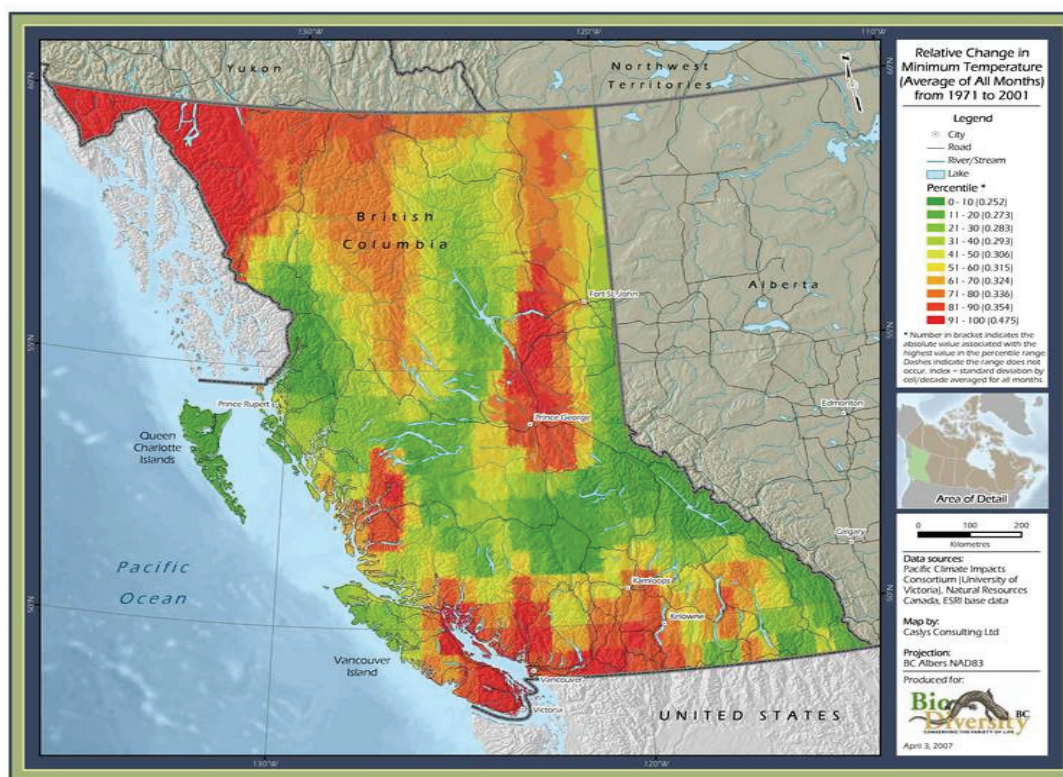 130°W
120°W
110°W
60°N
60°N
Yukon
Northwest
Territories
British
Columbia
Fort St. John
Alberta
55°N
55°N
Prince Rupert
Prince George
Edmonton
Queen
Charlotte
Islands
Calgary
Pacific
Ocean
Kamloops
50°N
50°N
Kelowna
Vancouver
Island
Vancouver
Victoria
UNITED STATES
130°W
120°W
Relative Change in
Minimum Temperature
(Average of All Months)
from 1971 to 2001
N
Legend
City
Road
River/Stream
Lake
Percentile *
0 - 10 (0.252)
11 - 20 (0.273)
21 - 30 (0.283)
31 - 40 (0.293)
41 - 50 (0.306)
51 - 60 (0.315)
61 - 70 (0.324)
71 - 80 (0.336)
81 - 90 (0.354)
91 - 100 (0.475)
* Number in bracket indicates the
absolute value associated with the
highest value in the percentile range.
Dashes indicate the range does not
occur. Index = standard deviation by
cell/decade averaged for all months.
Area of Detail
0 100 200
Kilometres
Data sources:
Pacific Climate Impacts
Consortium (University of
Victoria), Natural Resources
Canada, ESRI base data
Map by:
Caslys Consulting Ltd
Projection:
BC Albers NAD83
Produced for:
Bio
Diversity BC
CONSERVING THE VARIETY OF LIFE
April 3, 2007